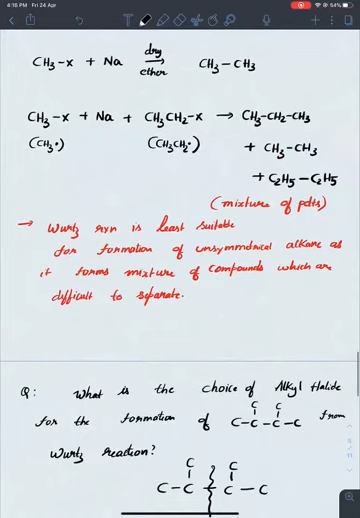 4:16 PM Fri 24 Apr
54%
CH3-x + Na dry ether → CH3-CH3
CH3-x + Na + CH3CH2-x → CH3-CH2-CH3
(CH3•) (CH3CH2•) + CH3-CH3
+ C2H5-C2H5
(mixture of pdts)
→ Wurtz rxn is least suitable
for formation of unsymmetrical alkane as
it forms mixture of compounds which are
difficult to separate.
Q: What is the choice of Alkyl Halide
for the formation of C-C-C-C from
C C
Wurtz reaction?
C C
C-C-C-C